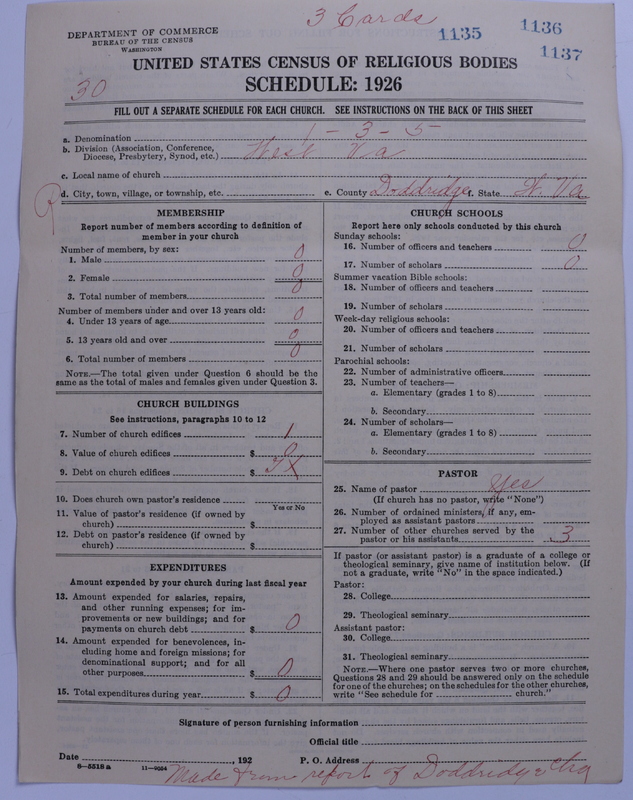 3 Cards
DEPARTMENT OF COMMERCE
BUREAU OF THE CENSUS
WASHINGTON
1135
1136
1137
UNITED STATES CENSUS OF RELIGIOUS BODIES
30
SCHEDULE: 1926
FILL OUT A SEPARATE SCHEDULE FOR EACH CHURCH. SEE INSTRUCTIONS ON THE BACK OF THIS SHEET
a. Denomination 1-3-5
b. Division (Association, Conference,
Diocese, Presbytery, Synod, etc.) West Va
c. Local name of church
R
d. City, town, village, or township, etc. e. County Doddridge f. State W. Va
MEMBERSHIP
Report number of members according to definition of
member in your church
Number of members, by sex:
1. Male 0
2. Female 0
3. Total number of members 0
Number of members under and over 13 years old:
4. Under 13 years of age 0
5. 13 years old and over 0
6. Total number of members 0
NOTE.—The total given under Question 6 should be
same as the total of males and females given under Question 3.
CHURCH BUILDINGS
See instructions, paragraphs 10 to 12
7. Number of church edifices 1
8. Value of church edifices $ 0
9. Debt on church edifices $ X
10. Does church own pastor's residence
Yes or No
11. Value of pastor's residence (if owned by
church) $
12. Debt on pastor's residence (if owned by
church) $
EXPENDITURES
Amount expended by your church during last fiscal year
13. Amount expended for salaries, repairs,
and other running expenses; for im-
provements or new buildings; and for
payments on church debt $ 0
14. Amount expended for benevolences, in-
cluding home and foreign missions; for
denominational support; and for all
other purposes $ 0
15. Total expenditures during year $ 0
CHURCH SCHOOLS
Report here only schools conducted by this church
Sunday schools:
16. Number of officers and teachers 0
17. Number of scholars 0
Summer vacation Bible schools:
18. Number of officers and teachers
19. Number of scholars
Week-day religious schools:
20. Number of officers and teachers
21. Number of scholars
Parochial schools:
22. Number of administrative officers
23. Number of teachers—
a. Elementary (grades 1 to 8)
b. Secondary
24. Number of scholars—
a. Elementary (grades 1 to 8)
b. Secondary
PASTOR
25. Name of pastor Yes
(If church has no pastor, write "None")
26. Number of ordained ministers, if any, em-
ployed as assistant pastors
27. Number of other churches served by the
pastor or his assistants 3
If pastor (or assistant pastor) is a graduate of a college or
theological seminary, give name of institution below. (If
not a graduate, write "No" in the space indicated.)
Pastor:
28. College
29. Theological seminary
Assistant pastor:
30. College
31. Theological seminary
NOTE.—Where one pastor serves two or more churches,
Questions 28 and 29 should be answered only on the schedule
for one of the churches; on the schedules for the other churches,
write "See schedule for church."
Signature of person furnishing information
Official title
Date , 192 P. O. Address
8—5518 a 11—9054
Made from report of Doddridge